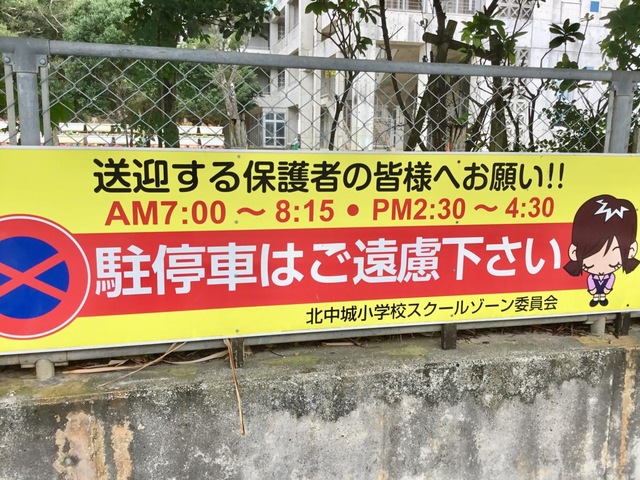 送迎する保護者の皆様へお願い!!
AM7:00 〜 8:15 • PM2:30 〜 4:30
駐停車はご遠慮下さい
北中城小学校スクールゾーン委員会